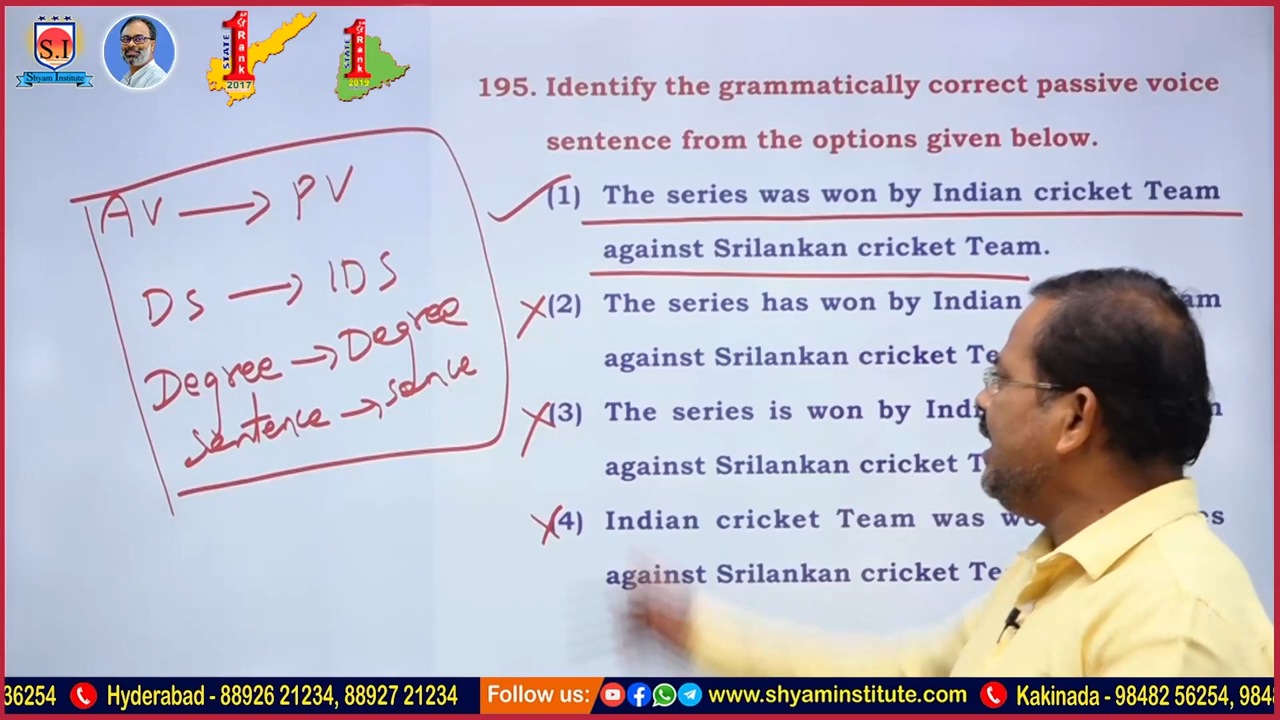 S.I
Shyam Institute
STATE
1
st
Rank
2017
STATE
1
st
Rank
2019
AV → PV
DS → IDS
Degree → Degree
sentence → sence
195. Identify the grammatically correct passive voice
sentence from the options given below.
(1) The series was won by Indian cricket Team
against Srilankan cricket Team.
(2) The series has won by Indian
against Srilankan cricket
(3) The series is won by
against Srilankan cricket
(4) Indian cricket Team was
against Srilankan cricket
36254 Hyderabad - 88926 21234, 88927 21234 Follow us: www.shyaminstitute.com Kakinada - 98482 56254, 948